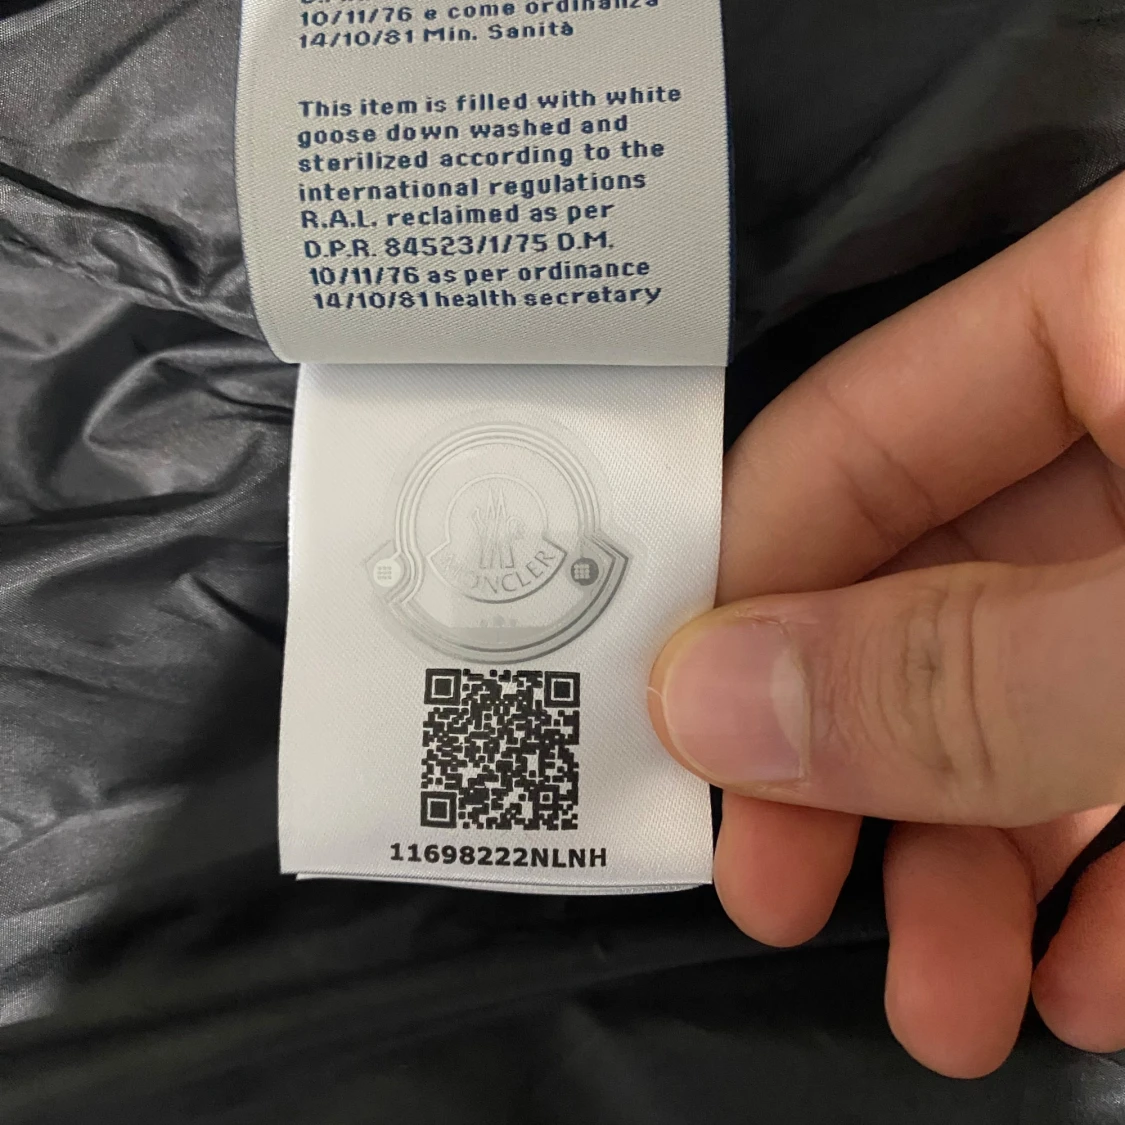 10/11/76 e come ordinanza
14/10/81 Min. Sanità
This item is filled with white
goose down washed and
sterilized according to the
international regulations
R.A.L. reclaimed as per
D.P.R. 84523/1/75 D.M.
10/11/76 as per ordinance
14/10/81 health secretary
MONCLER
11698222NLNH